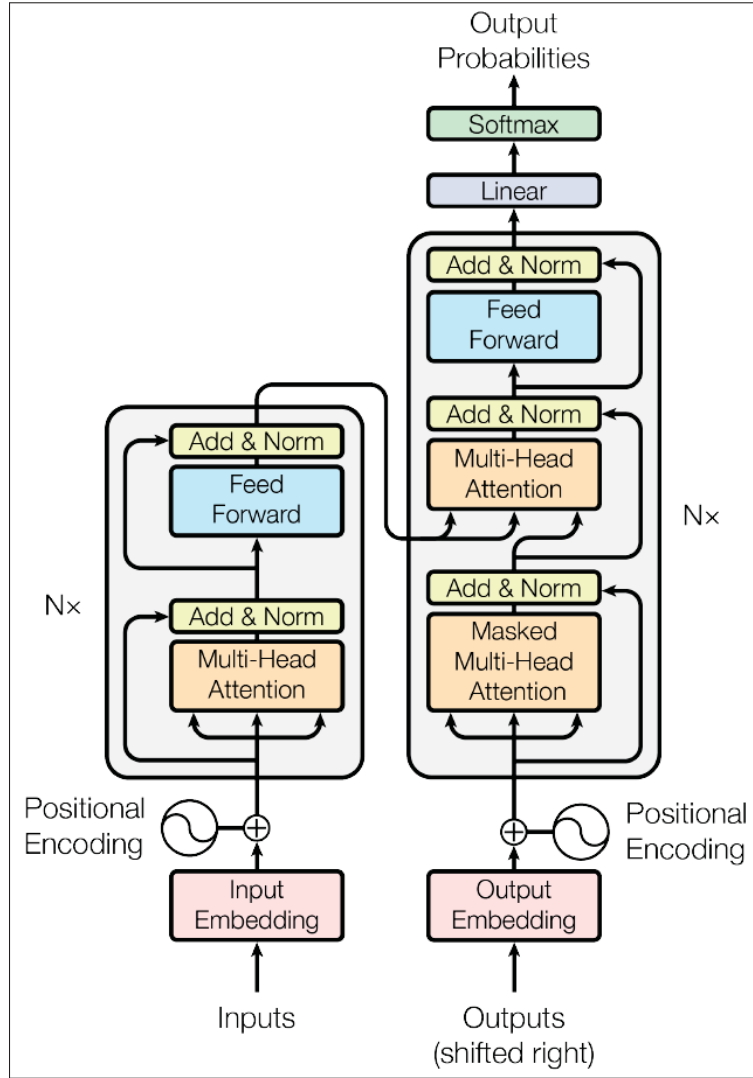 Output
Probabilities
Softmax
Linear
Add & Norm
Feed
Forward
Add & Norm
Multi-Head
Attention
Add & Norm
Masked
Multi-Head
Attention
Nx
Add & Norm
Feed
Forward
Add & Norm
Multi-Head
Attention
Nx
Positional
Encoding
Positional
Encoding
Input
Embedding
Output
Embedding
Inputs
Outputs
(shifted right)